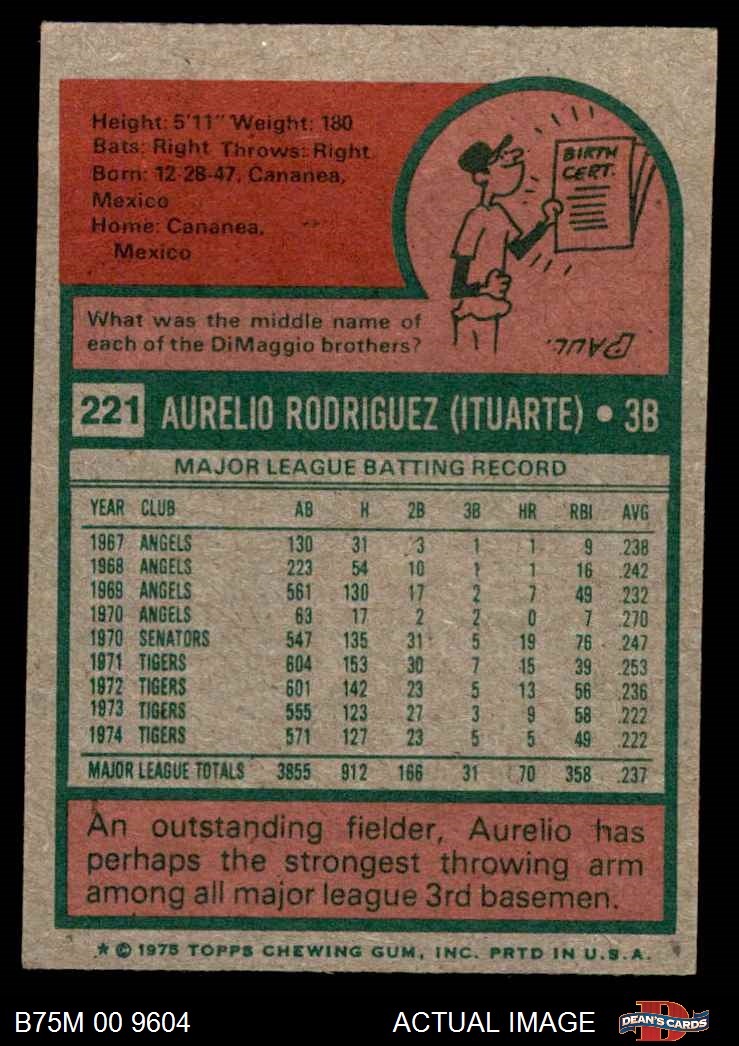 Height: 5'11" Weight: 180
Bats: Right Throws: Right
Born: 12-28-47, Cananea,
Mexico
Home: Cananea,
Mexico
BIRTH
CERT.
What was the middle name of
each of the DiMaggio brothers?
PAUL.
221 AURELIO RODRIGUEZ (ITUARTE) • 3B
MAJOR LEAGUE BATTING RECORD
YEAR CLUB AB H 2B 3B HR RBI AVG
1967 ANGELS 130 31 3 1 1 9 .238
1968 ANGELS 223 54 10 1 1 16 .242
1969 ANGELS 561 130 17 2 7 49 .232
1970 ANGELS 63 17 2 2 0 7 .270
1970 SENATORS 547 135 31 5 19 76 .247
1971 TIGERS 604 153 30 7 15 39 .253
1972 TIGERS 601 142 23 5 13 56 .236
1973 TIGERS 555 123 27 3 9 58 .222
1974 TIGERS 571 127 23 5 5 49 .222
MAJOR LEAGUE TOTALS 3855 912 166 31 70 358 .237
An outstanding fielder, Aurelio has
perhaps the strongest throwing arm
among all major league 3rd basemen.
* © 1975 TOPPS CHEWING GUM, INC. PRTD IN U.S.A.
B75M 00 9604 ACTUAL IMAGE D DEAN'S CARDS